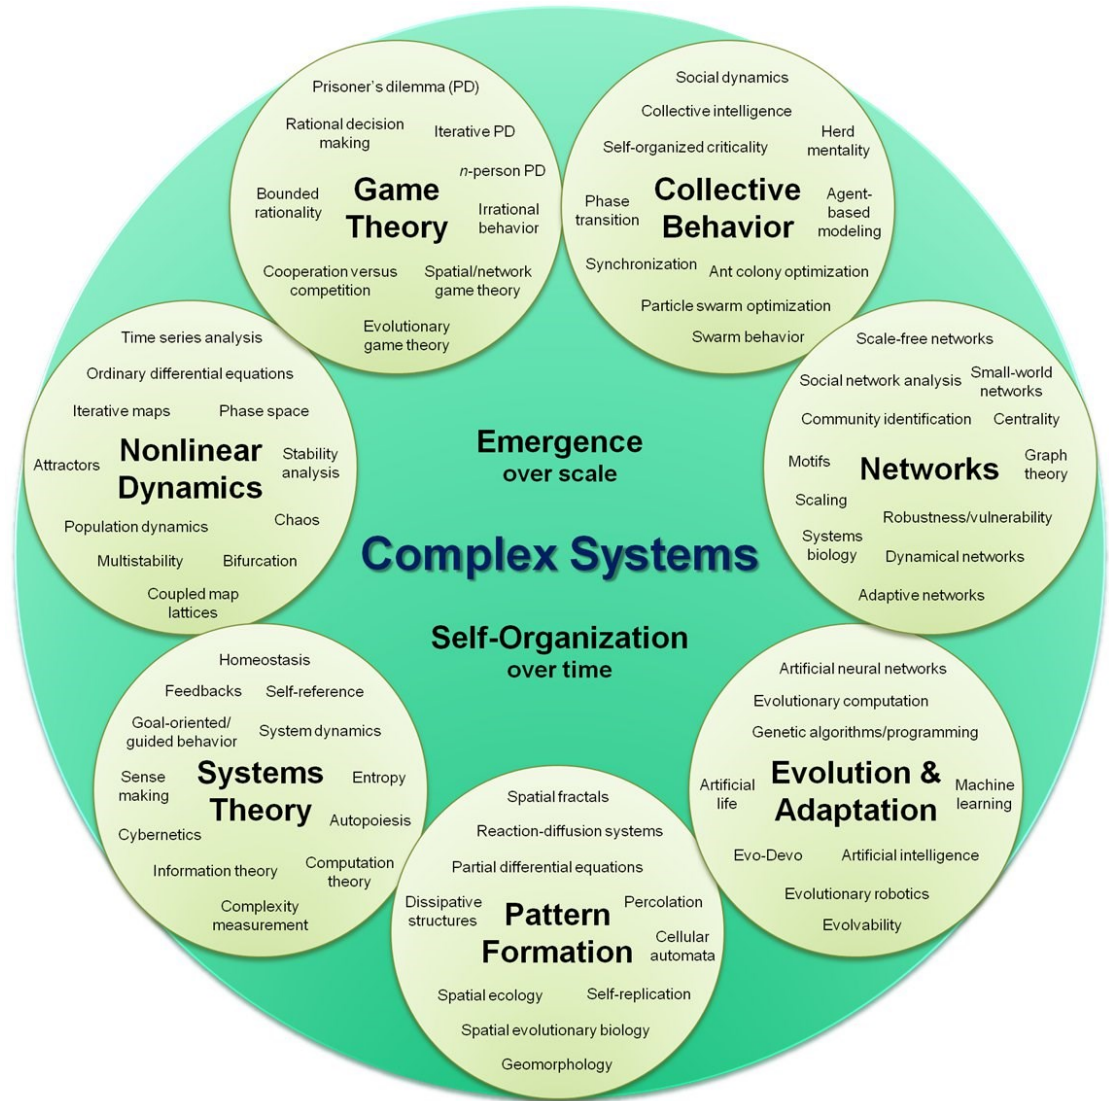 Prisoner's dilemma (PD)
Rational decision
making
Iterative PD
n-person PD
Bounded
rationality
Game
Theory
Irrational
behavior
Cooperation versus
competition
Spatial/network
game theory
Evolutionary
game theory
Social dynamics
Collective intelligence
Self-organized criticality
Herd
mentality
Phase
transition
Collective
Behavior
Agent-
based
modeling
Synchronization
Ant colony optimization
Particle swarm optimization
Swarm behavior
Time series analysis
Ordinary differential equations
Iterative maps
Phase space
Attractors
Nonlinear
Dynamics
Stability
analysis
Population dynamics
Chaos
Multistability
Bifurcation
Coupled map
lattices
Emergence
over scale
Complex Systems
Self-Organization
over time
Scale-free networks
Social network analysis
Small-world
networks
Community identification
Centrality
Motifs
Networks
Graph
theory
Scaling
Robustness/vulnerability
Systems
biology
Dynamical networks
Adaptive networks
Homeostasis
Feedbacks
Self-reference
Goal-oriented/
guided behavior
System dynamics
Sense
making
Systems
Theory
Entropy
Autopoiesis
Cybernetics
Information theory
Computation
theory
Complexity
measurement
Spatial fractals
Reaction-diffusion systems
Partial differential equations
Dissipative
structures
Pattern
Formation
Percolation
Cellular
automata
Spatial ecology
Self-replication
Spatial evolutionary biology
Geomorphology
Artificial neural networks
Evolutionary computation
Genetic algorithms/programming
Artificial
life
Evolution &
Adaptation
Machine
learning
Evo-Devo
Artificial intelligence
Evolutionary robotics
Evolvability